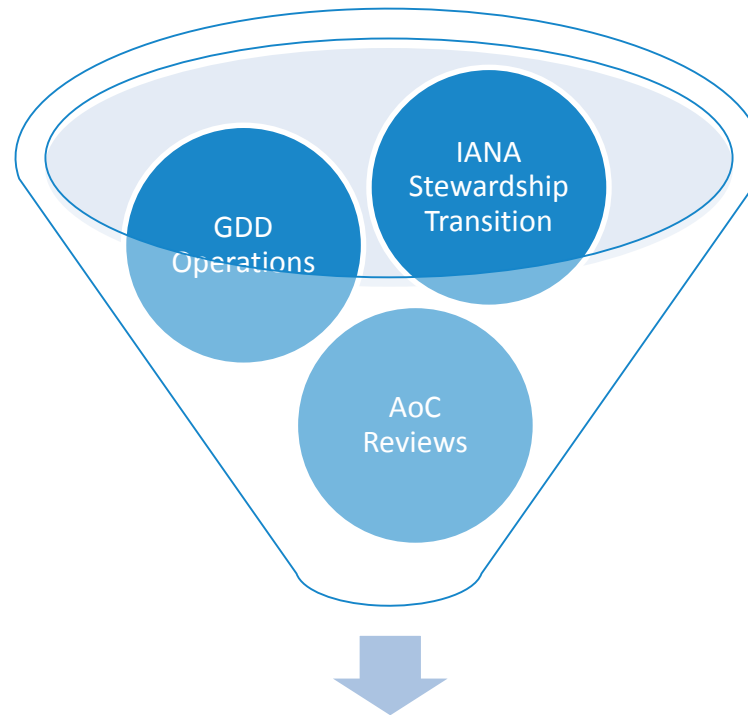 IANA
Stewardship
Transition
GDD
Operations
AoC
Reviews